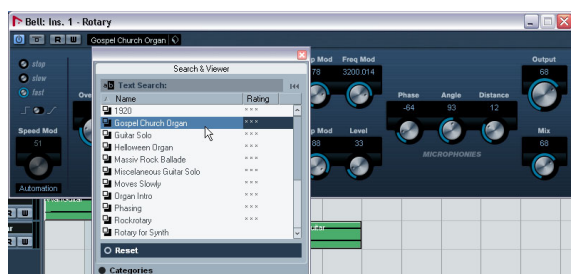 Bell: Ins. 1 - Rotary
R W Gospel Church Organ
Search & Viewer
Text Search:
Name Rating
1920
Gospel Church Organ
Guitar Solo
Helloween Organ
Massiv Rock Ballade
Miscelaneous Guitar Solo
Moves Slowly
Organ Intro
Phasing
Rockrotary
Rotary for Synth
Reset
Categories
stop
slow
fast
Speed Mod
51
Automation
Mod Freq Mod
78 3200.014
Mod Level
88 33
Phase Angle Distance
-64 93 12
MICROPHONES
Output
68
Mix
68
R W